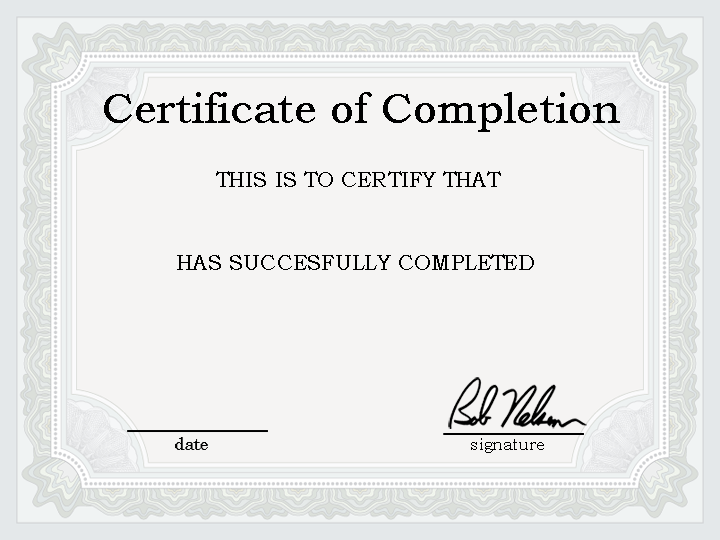 Certificate of Completion
THIS IS TO CERTIFY THAT
HAS SUCCESFULLY COMPLETED
Bob Nelson
date
signature